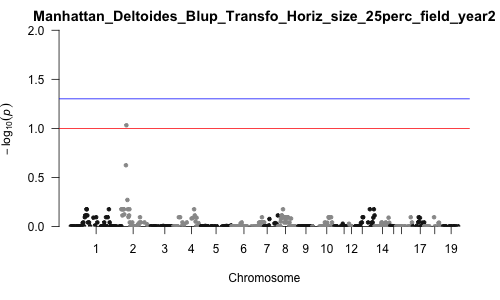 Manhattan_Deltoides_Blup_Transfo_Horiz_size_25perc_field_year2
2.0
1.5
1.0
0.5
0.0
− log10(p)
1 2 3 4 5 6 7 8 9 10 12 14 17 19
Chromosome